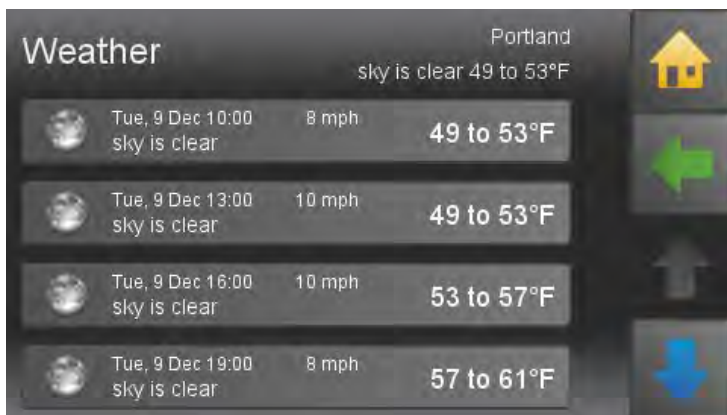 Weather
Portland
sky is clear 49 to 53°F
Tue, 9 Dec 10:00 8 mph 49 to 53°F
sky is clear
Tue, 9 Dec 13:00 10 mph 49 to 53°F
sky is clear
Tue, 9 Dec 16:00 10 mph 53 to 57°F
sky is clear
Tue, 9 Dec 19:00 8 mph 57 to 61°F
sky is clear